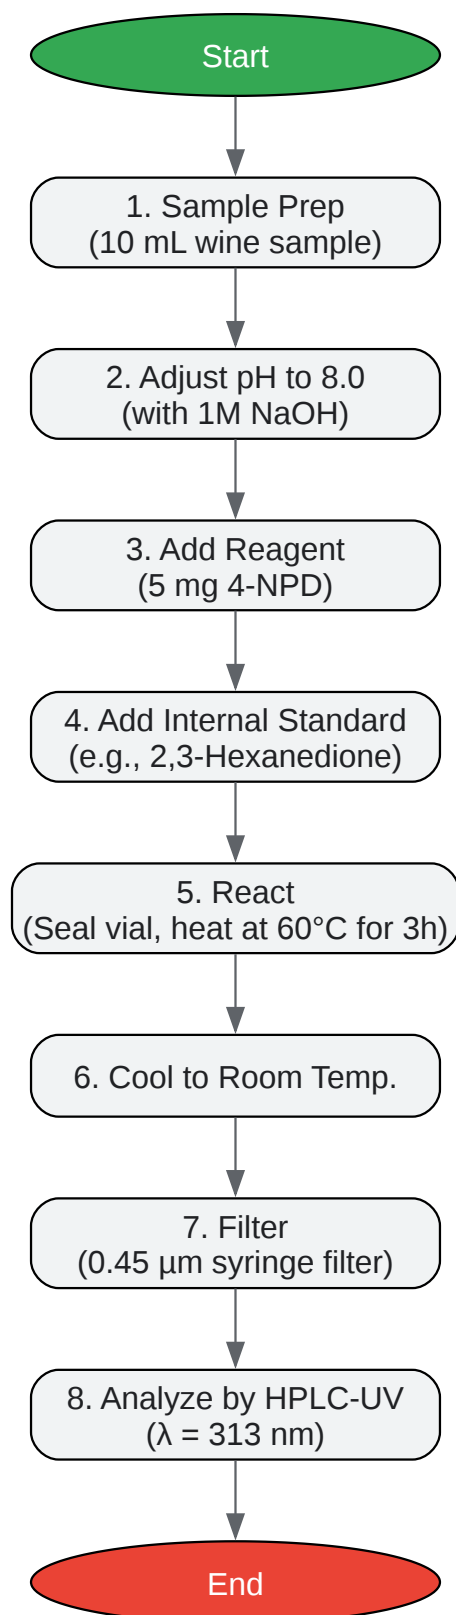 Start
1. Sample Prep
(10 mL wine sample)
2. Adjust pH to 8.0
(with 1M NaOH)
3. Add Reagent
(5 mg 4-NPD)
4. Add Internal Standard
(e.g., 2,3-Hexanedione)
5. React
(Seal vial, heat at 60°C for 3h)
6. Cool to Room Temp.
7. Filter
(0.45 µm syringe filter)
8. Analyze by HPLC-UV
(λ = 313 nm)
End